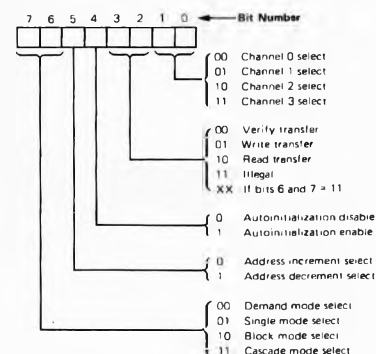 7 6 5 4 3 2 1 0 Bit Number
00 Channel 0 select
01 Channel 1 select
10 Channel 2 select
11 Channel 3 select
00 Verify transfer
01 Write transfer
10 Read transfer
11 Illegal
XX If bits 6 and 7 = 11
0 Autoinitialization disable
1 Autoinitialization enable
0 Address increment select
1 Address decrement select
00 Demand mode select
01 Single mode select
10 Block mode select
11 Cascade mode select